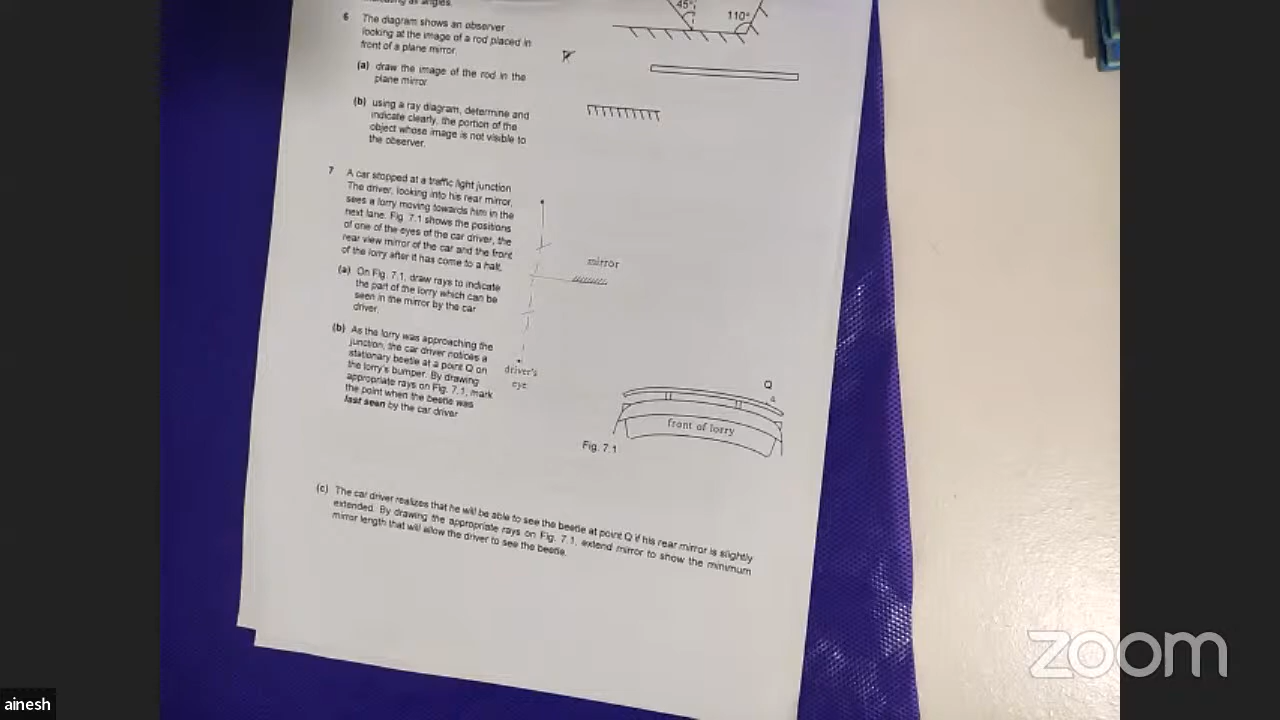 indicating as angles.
45°
110°
6 The diagram shows an observer
looking at the image of a rod placed in
front of a plane mirror.
(a) draw the image of the rod in the
plane mirror
(b) using a ray diagram, determine and
indicate clearly, the portion of the
object whose image is not visible to
the observer.
7 A car stopped at a traffic light junction
The driver, looking into his rear mirror,
sees a lorry moving towards him in the
next lane. Fig. 7.1 shows the positions
of one of the eyes of the car driver, the
rear view mirror of the car and the front
of the lorry after it has come to a halt.
(a) On Fig. 7.1, draw rays to indicate
the part of the lorry which can be
seen in the mirror by the car
driver.
(b) As the lorry was approaching the
junction, the car driver notices a
stationary beetle at a point Q on
the lorry's bumper. By drawing
appropriate rays on Fig. 7.1, mark
the point when the beetle was
last seen by the car driver
mirror
driver's
eye
Q
front of lorry
Fig. 7.1
(c) The car driver realizes that he will be able to see the beetle at point Q if his rear mirror is slightly
extended. By drawing the appropriate rays on Fig. 7.1, extend mirror to show the minimum
mirror length that will allow the driver to see the beetle.
zoom
ainesh